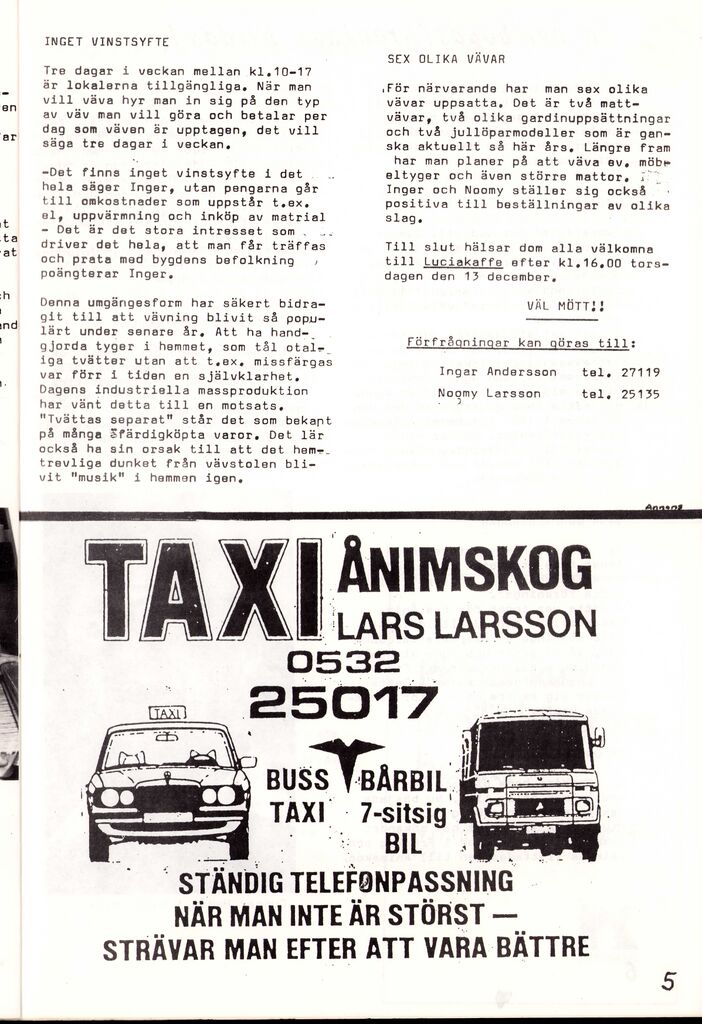 INGET VINSTSYFTE
Tre dagar i veckan mellan kl.10-17
är lokalerna tillgängliga. När man
vill väva hyr man in sig på den typ
av väv man vill göra och betalar per
dag som väven är upptagen, det vill
säga tre dagar i veckan.
-Det finns inget vinstsyfte i det
hela säger Inger, utan pengarna går
till omkostnader som uppstår t.ex.
el, uppvärmning och inköp av matrial
- Det är det stora intresset som
driver det hela, att man får träffas
och prata med bygdens befolkning
poängterar Inger.
Denna umgängesform har säkert bidra-
git till att vävning blivit så popu-
lärt under senare år. Att ha hand-
gjorda tyger i hemmet, som tål otal-
iga tvätter utan att t.ex. missfärgas
var förr i tiden en självklarhet.
Dagens industriella massproduktion
har vänt detta till en motsats.
"Tvättas separat" står det som bekant
på många färdigköpta varor. Det lär
också ha sin orsak till att det hem-
trevliga dunket från vävstolen bli-
vit "musik" i hemmen igen.
SEX OLIKA VÄVAR
För närvarande har man sex olika
vävar uppsatta. Det är två matt-
vävar, två olika gardinuppsättningar
och två jullöparmodeller som är gan-
ska aktuellt så här års. Längre fram
har man planer på att väva ev. möb-
eltyger och även större mattor.
Inger och Noomy ställer sig också
positiva till beställningar av olika
slag.
Till slut hälsar dom alla välkomna
till Luciakaffe efter kl.16.00 tors-
dagen den 13 december.
VÄL MÖTT!!
Förfrågningar kan göras till:
Ingar Andersson tel. 27119
Noomy Larsson tel. 25135
Annons
TAXI ÅNIMSKOG
LARS LARSSON
0532
25017
TAXI
BUSS BÅRBIL
TAXI 7-sitsig
BIL
STÄNDIG TELEFONPASSNING
NÄR MAN INTE ÄR STÖRST —
STRÄVAR MAN EFTER ATT VARA BÄTTRE
5